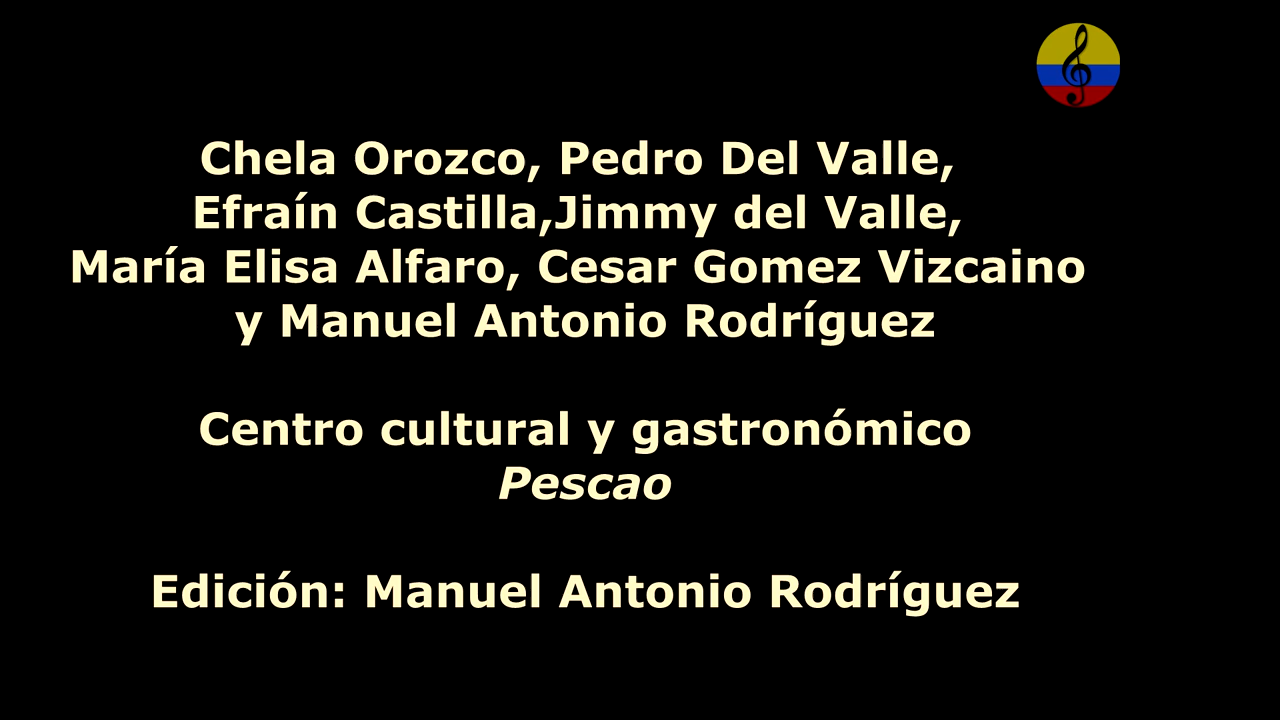 Chela Orozco, Pedro Del Valle,
Efraín Castilla,Jimmy del Valle,
María Elisa Alfaro, Cesar Gomez Vizcaino
y Manuel Antonio Rodríguez
Centro cultural y gastronómico
Pescao
Edición: Manuel Antonio Rodríguez